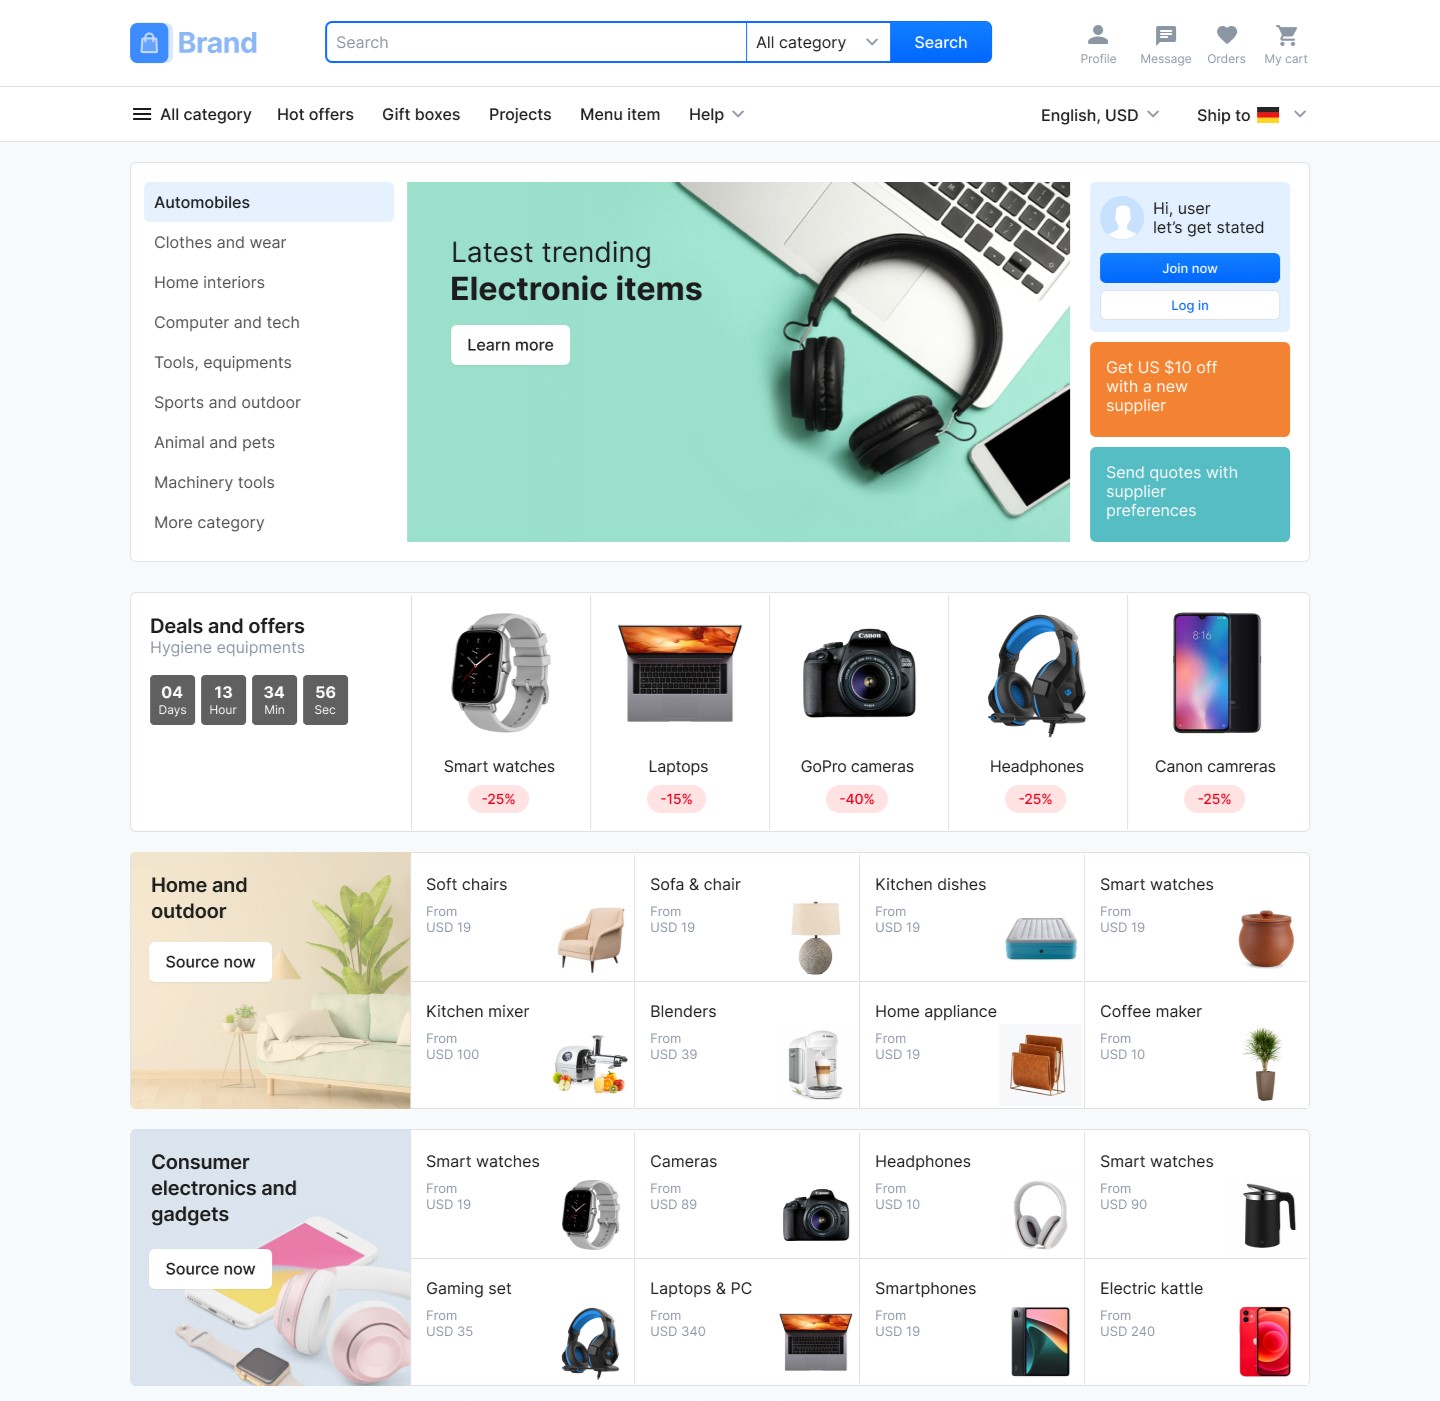 Brand
Search
All category
Search
Profile
Message
Orders
My cart
All category
Hot offers
Gift boxes
Projects
Menu item
Help
English, USD
Ship to
Automobiles
Clothes and wear
Home interiors
Computer and tech
Tools, equipments
Sports and outdoor
Animal and pets
Machinery tools
More category
Latest trending
Electronic items
Learn more
Hi, user
let's get stated
Join now
Log in
Get US $10 off
with a new
supplier
Send quotes with
supplier
preferences
Deals and offers
Hygiene equipments
04
Days
13
Hour
34
Min
56
Sec
Smart watches
-25%
Laptops
-15%
Canon
GoPro cameras
-40%
Headphones
-25%
8:16
Canon camreras
-25%
Home and
outdoor
Source now
Soft chairs
From
USD 19
Sofa & chair
From
USD 19
Kitchen dishes
From
USD 19
Smart watches
From
USD 19
Kitchen mixer
From
USD 100
Blenders
From
USD 39
Home appliance
From
USD 19
Coffee maker
From
USD 10
Consumer
electronics and
gadgets
Source now
Smart watches
From
USD 19
Cameras
From
USD 89
Headphones
From
USD 10
Smart watches
From
USD 90
Gaming set
From
USD 35
Laptops & PC
From
USD 340
Smartphones
From
USD 19
Electric kattle
From
USD 240